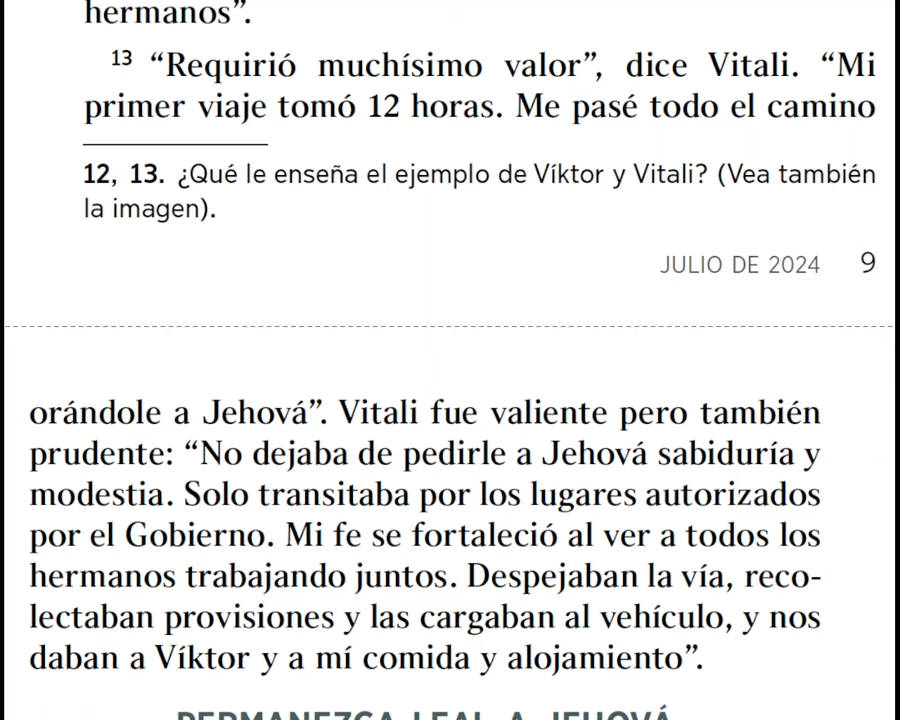 hermanos”.
13 “Requirió muchísimo valor”, dice Vitali. “Mi
primer viaje tomó 12 horas. Me pasé todo el camino
12, 13. ¿Qué le enseña el ejemplo de Víktor y Vitali? (Vea también
la imagen).
JULIO DE 2024 9
orándole a Jehová”. Vitali fue valiente pero también
prudente: “No dejaba de pedirle a Jehová sabiduría y
modestia. Solo transitaba por los lugares autorizados
por el Gobierno. Mi fe se fortaleció al ver a todos los
hermanos trabajando juntos. Despejaban la vía, reco-
lectaban provisiones y las cargaban al vehículo, y nos
daban a Víktor y a mí comida y alojamiento”.
PERMANEZCA LEAL A JEHOVÁ